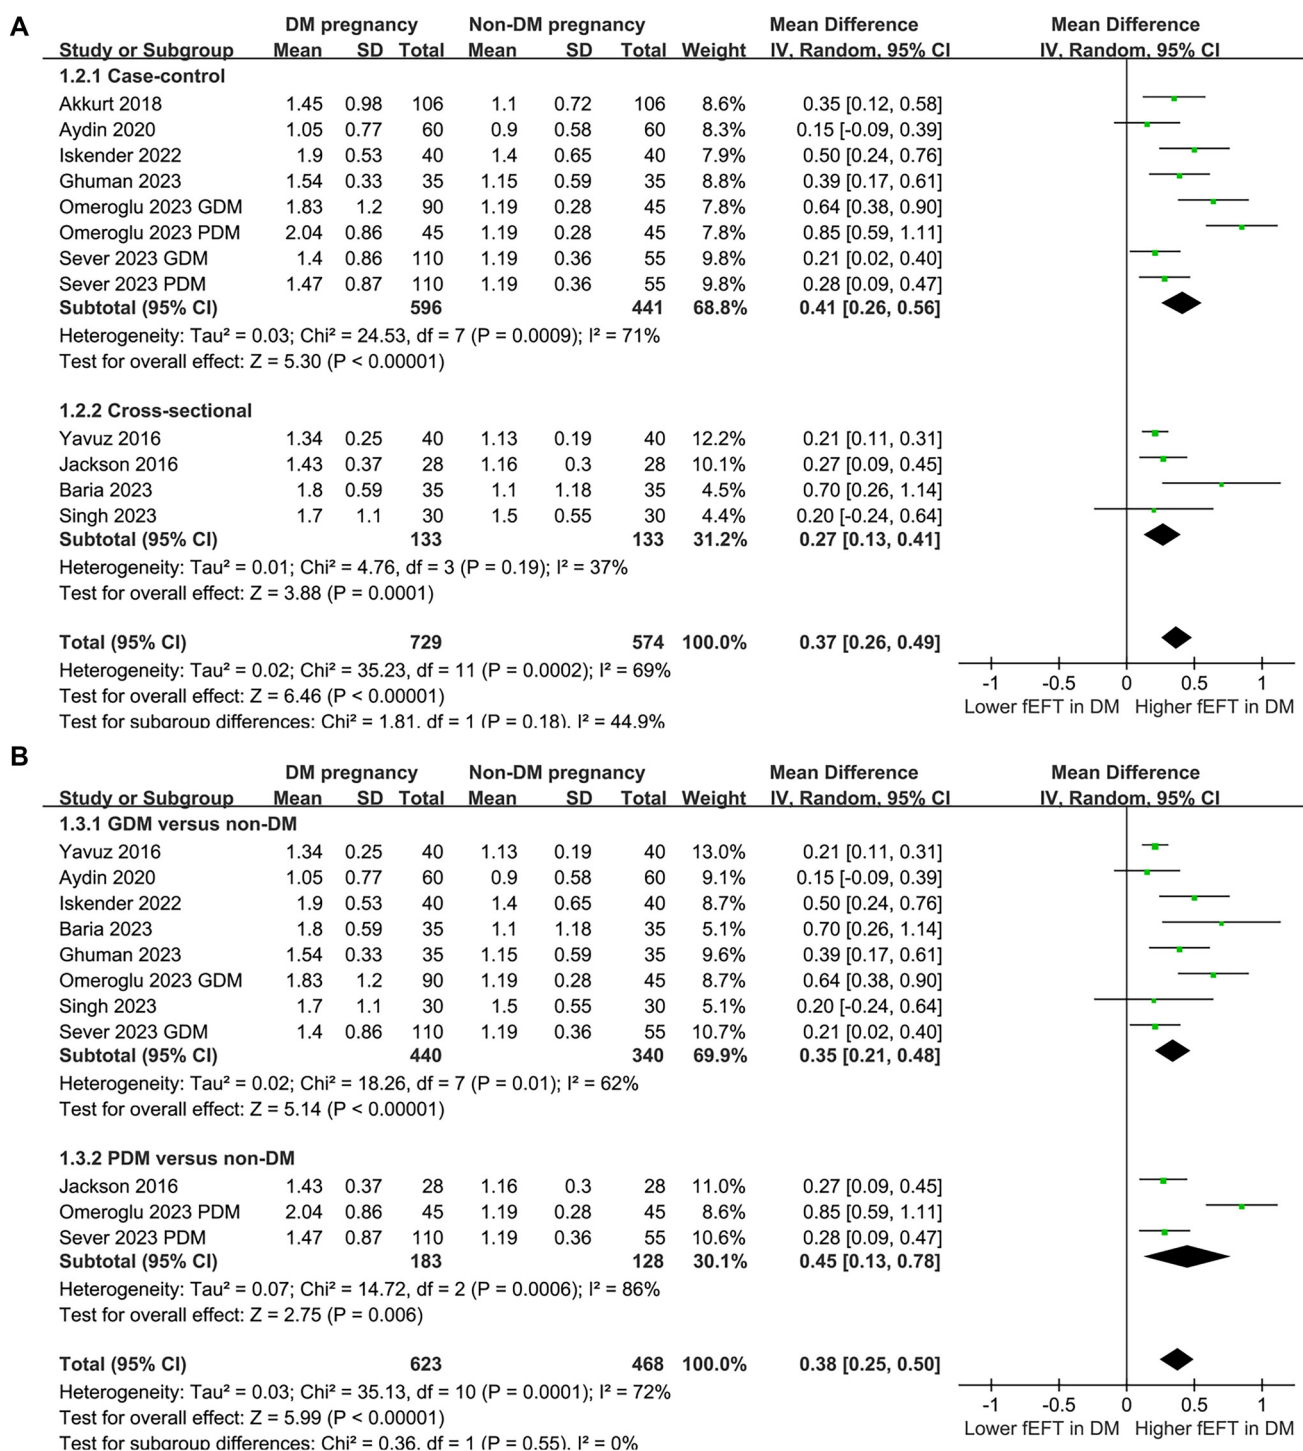 A
DM pregnancy Non-DM pregnancy Mean Difference Mean Difference
Study or Subgroup Mean SD Total Mean SD Total Weight IV, Random, 95% CI IV, Random, 95% CI
1.2.1 Case-control
Akkurt 2018 1.45 0.98 106 1.1 0.72 106 8.6% 0.35 [0.12, 0.58]
Aydin 2020 1.05 0.77 60 0.9 0.58 60 8.3% 0.15 [-0.09, 0.39]
Iskender 2022 1.9 0.53 40 1.4 0.65 40 7.9% 0.50 [0.24, 0.76]
Ghuman 2023 1.54 0.33 35 1.15 0.59 35 8.8% 0.39 [0.17, 0.61]
Omeroglu 2023 GDM 1.83 1.2 90 1.19 0.28 45 7.8% 0.64 [0.38, 0.90]
Omeroglu 2023 PDM 2.04 0.86 45 1.19 0.28 45 7.8% 0.85 [0.59, 1.11]
Sever 2023 GDM 1.4 0.86 110 1.19 0.36 55 9.8% 0.21 [0.02, 0.40]
Sever 2023 PDM 1.47 0.87 110 1.19 0.36 55 9.8% 0.28 [0.09, 0.47]
Subtotal (95% CI) 596 441 68.8% 0.41 [0.26, 0.56]
Heterogeneity: Tau² = 0.03; Chi² = 24.53, df = 7 (P = 0.0009); I² = 71%
Test for overall effect: Z = 5.30 (P < 0.00001)
1.2.2 Cross-sectional
Yavuz 2016 1.34 0.25 40 1.13 0.19 40 12.2% 0.21 [0.11, 0.31]
Jackson 2016 1.43 0.37 28 1.16 0.3 28 10.1% 0.27 [0.09, 0.45]
Baria 2023 1.8 0.59 35 1.1 1.18 35 4.5% 0.70 [0.26, 1.14]
Singh 2023 1.7 1.1 30 1.5 0.55 30 4.4% 0.20 [-0.24, 0.64]
Subtotal (95% CI) 133 133 31.2% 0.27 [0.13, 0.41]
Heterogeneity: Tau² = 0.01; Chi² = 4.76, df = 3 (P = 0.19); I² = 37%
Test for overall effect: Z = 3.88 (P = 0.0001)
Total (95% CI) 729 574 100.0% 0.37 [0.26, 0.49]
Heterogeneity: Tau² = 0.02; Chi² = 35.23, df = 11 (P = 0.0002); I² = 69%
Test for overall effect: Z = 6.46 (P < 0.00001)
Test for subgroup differences: Chi² = 1.81, df = 1 (P = 0.18), I² = 44.9%
-1 -0.5 0 0.5 1
Lower fEFT in DM Higher fEFT in DM
B
DM pregnancy Non-DM pregnancy Mean Difference Mean Difference
Study or Subgroup Mean SD Total Mean SD Total Weight IV, Random, 95% CI IV, Random, 95% CI
1.3.1 GDM versus non-DM
Yavuz 2016 1.34 0.25 40 1.13 0.19 40 13.0% 0.21 [0.11, 0.31]
Aydin 2020 1.05 0.77 60 0.9 0.58 60 9.1% 0.15 [-0.09, 0.39]
Iskender 2022 1.9 0.53 40 1.4 0.65 40 8.7% 0.50 [0.24, 0.76]
Baria 2023 1.8 0.59 35 1.1 1.18 35 5.1% 0.70 [0.26, 1.14]
Ghuman 2023 1.54 0.33 35 1.15 0.59 35 9.6% 0.39 [0.17, 0.61]
Omeroglu 2023 GDM 1.83 1.2 90 1.19 0.28 45 8.7% 0.64 [0.38, 0.90]
Singh 2023 1.7 1.1 30 1.5 0.55 30 5.1% 0.20 [-0.24, 0.64]
Sever 2023 GDM 1.4 0.86 110 1.19 0.36 55 10.7% 0.21 [0.02, 0.40]
Subtotal (95% CI) 440 340 69.9% 0.35 [0.21, 0.48]
Heterogeneity: Tau² = 0.02; Chi² = 18.26, df = 7 (P = 0.01); I² = 62%
Test for overall effect: Z = 5.14 (P < 0.00001)
1.3.2 PDM versus non-DM
Jackson 2016 1.43 0.37 28 1.16 0.3 28 11.0% 0.27 [0.09, 0.45]
Omeroglu 2023 PDM 2.04 0.86 45 1.19 0.28 45 8.6% 0.85 [0.59, 1.11]
Sever 2023 PDM 1.47 0.87 110 1.19 0.36 55 10.6% 0.28 [0.09, 0.47]
Subtotal (95% CI) 183 128 30.1% 0.45 [0.13, 0.78]
Heterogeneity: Tau² = 0.07; Chi² = 14.72, df = 2 (P = 0.0006); I² = 86%
Test for overall effect: Z = 2.75 (P = 0.006)
Total (95% CI) 623 468 100.0% 0.38 [0.25, 0.50]
Heterogeneity: Tau² = 0.03; Chi² = 35.13, df = 10 (P = 0.0001); I² = 72%
Test for overall effect: Z = 5.99 (P < 0.00001)
Test for subgroup differences: Chi² = 0.36, df = 1 (P = 0.55), I² = 0%
-1 -0.5 0 0.5 1
Lower fEFT in DM Higher fEFT in DM